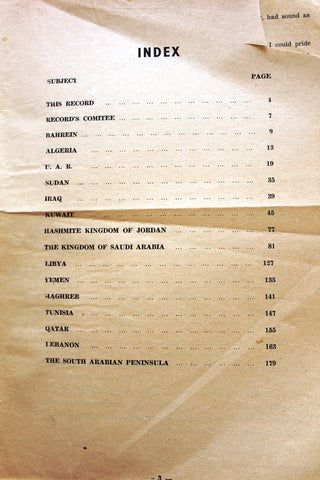 , had sound as
I could pride
INDEX
SUBJECT PAGE
THIS RECORD ... ... ... ... ... ... ... ... 4
RECORD'S COMITEE ... ... ... ... ... ... ... 7
BAHREIN ... ... ... ... ... ... ... ... ... 9
ALGERIA ... ... ... ... ... ... ... ... 13
U. A. R. ... ... ... ... ... ... ... ... 19
SUDAN ... ... ... ... ... ... ... ... 35
IRAQ ... ... ... ... ... ... ... ... 39
KUWAIT ... ... ... ... ... ... ... ... 45
HASHMITE KINGDOM OF JORDAN ... ... ... ... 77
THE KINGDOM OF SAUDI ARABIA ... ... ... ... 81
LIBYA ... ... ... ... ... ... ... ... 127
YEMEN ... ... ... ... ... ... ... ... 135
MAGHREB ... ... ... ... ... ... ... ... 141
TUNISIA . ... ... ... ... ... ... ... ... 147
QATAR ... ... ... ... ... ... ... ... 155
LEBANON ... ... ... ... ... ... ... ... 163
THE SOUTH ARABIAN PENINSULA ... ... ... ... 179
— 3 —